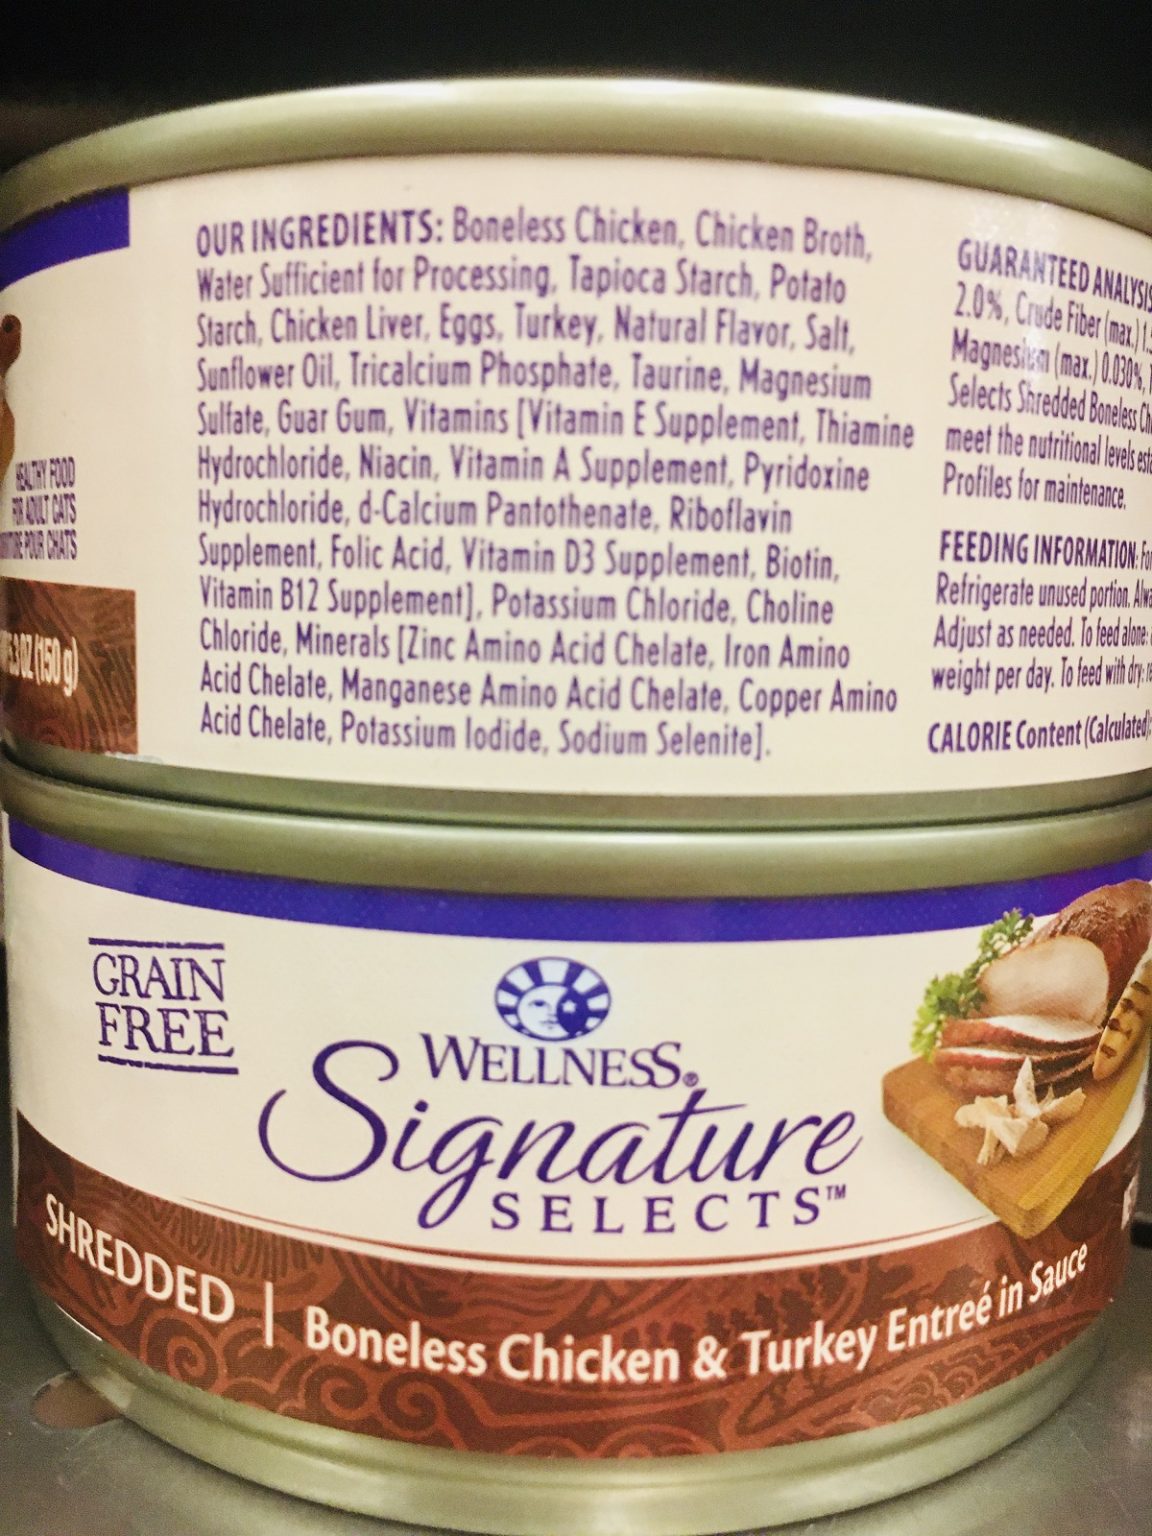 OUR INGREDIENTS: Boneless Chicken, Chicken Broth,
Water Sufficient for Processing, Tapioca Starch, Potato
Starch, Chicken Liver, Eggs, Turkey, Natural Flavor, Salt,
Sunflower Oil, Tricalcium Phosphate, Taurine, Magnesium
Sulfate, Guar Gum, Vitamins [Vitamin E Supplement, Thiamine
Hydrochloride, Niacin, Vitamin A Supplement, Pyridoxine
Hydrochloride, d-Calcium Pantothenate, Riboflavin
Supplement, Folic Acid, Vitamin D3 Supplement, Biotin,
Vitamin B12 Supplement], Potassium Chloride, Choline
Chloride, Minerals [Zinc Amino Acid Chelate, Iron Amino
Acid Chelate, Manganese Amino Acid Chelate, Copper Amino
Acid Chelate, Potassium Iodide, Sodium Selenite].
GUARANTEED ANALYSIS
2.0%, Crude Fiber (max.)
Magnesium (max.) 0.030%,
Selects Shredded Boneless
meet the nutritional levels
Profiles for maintenance.
FEEDING INFORMATION:
Refrigerate unused portion.
Adjust as needed. To feed alone:
weight per day. To feed with dry:
CALORIE Content (Calculated):
HEALTHY FOOD
FOR ADULT CATS
POUR CHATS
OZ (150 g)
GRAIN
FREE
WELLNESS®
Signature
SELECTS™
SHREDDED | Boneless Chicken & Turkey Entreé in Sauce